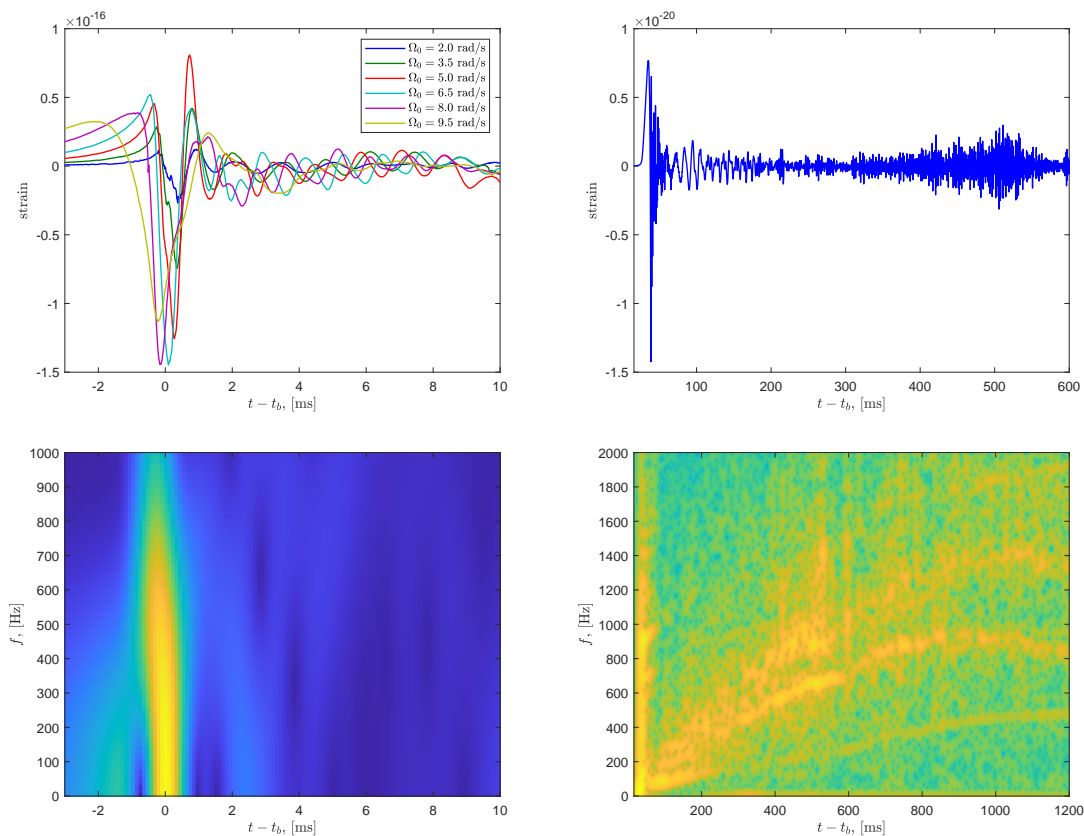 ×10⁻¹⁶
1
0.5
0
-0.5
-1
-1.5
strain
-2 0 2 4 6 8 10
t − t_b, [ms]
Ω₀ = 2.0 rad/s
Ω₀ = 3.5 rad/s
Ω₀ = 5.0 rad/s
Ω₀ = 6.5 rad/s
Ω₀ = 8.0 rad/s
Ω₀ = 9.5 rad/s
×10⁻²⁰
1
0.5
0
-0.5
-1
-1.5
strain
100 200 300 400 500 600
t − t_b, [ms]
1000
900
800
700
600
500
400
300
200
100
0
f, [Hz]
-2 0 2 4 6 8 10
t − t_b, [ms]
2000
1800
1600
1400
1200
1000
800
600
400
200
0
f, [Hz]
200 400 600 800 1000 1200
t − t_b, [ms]